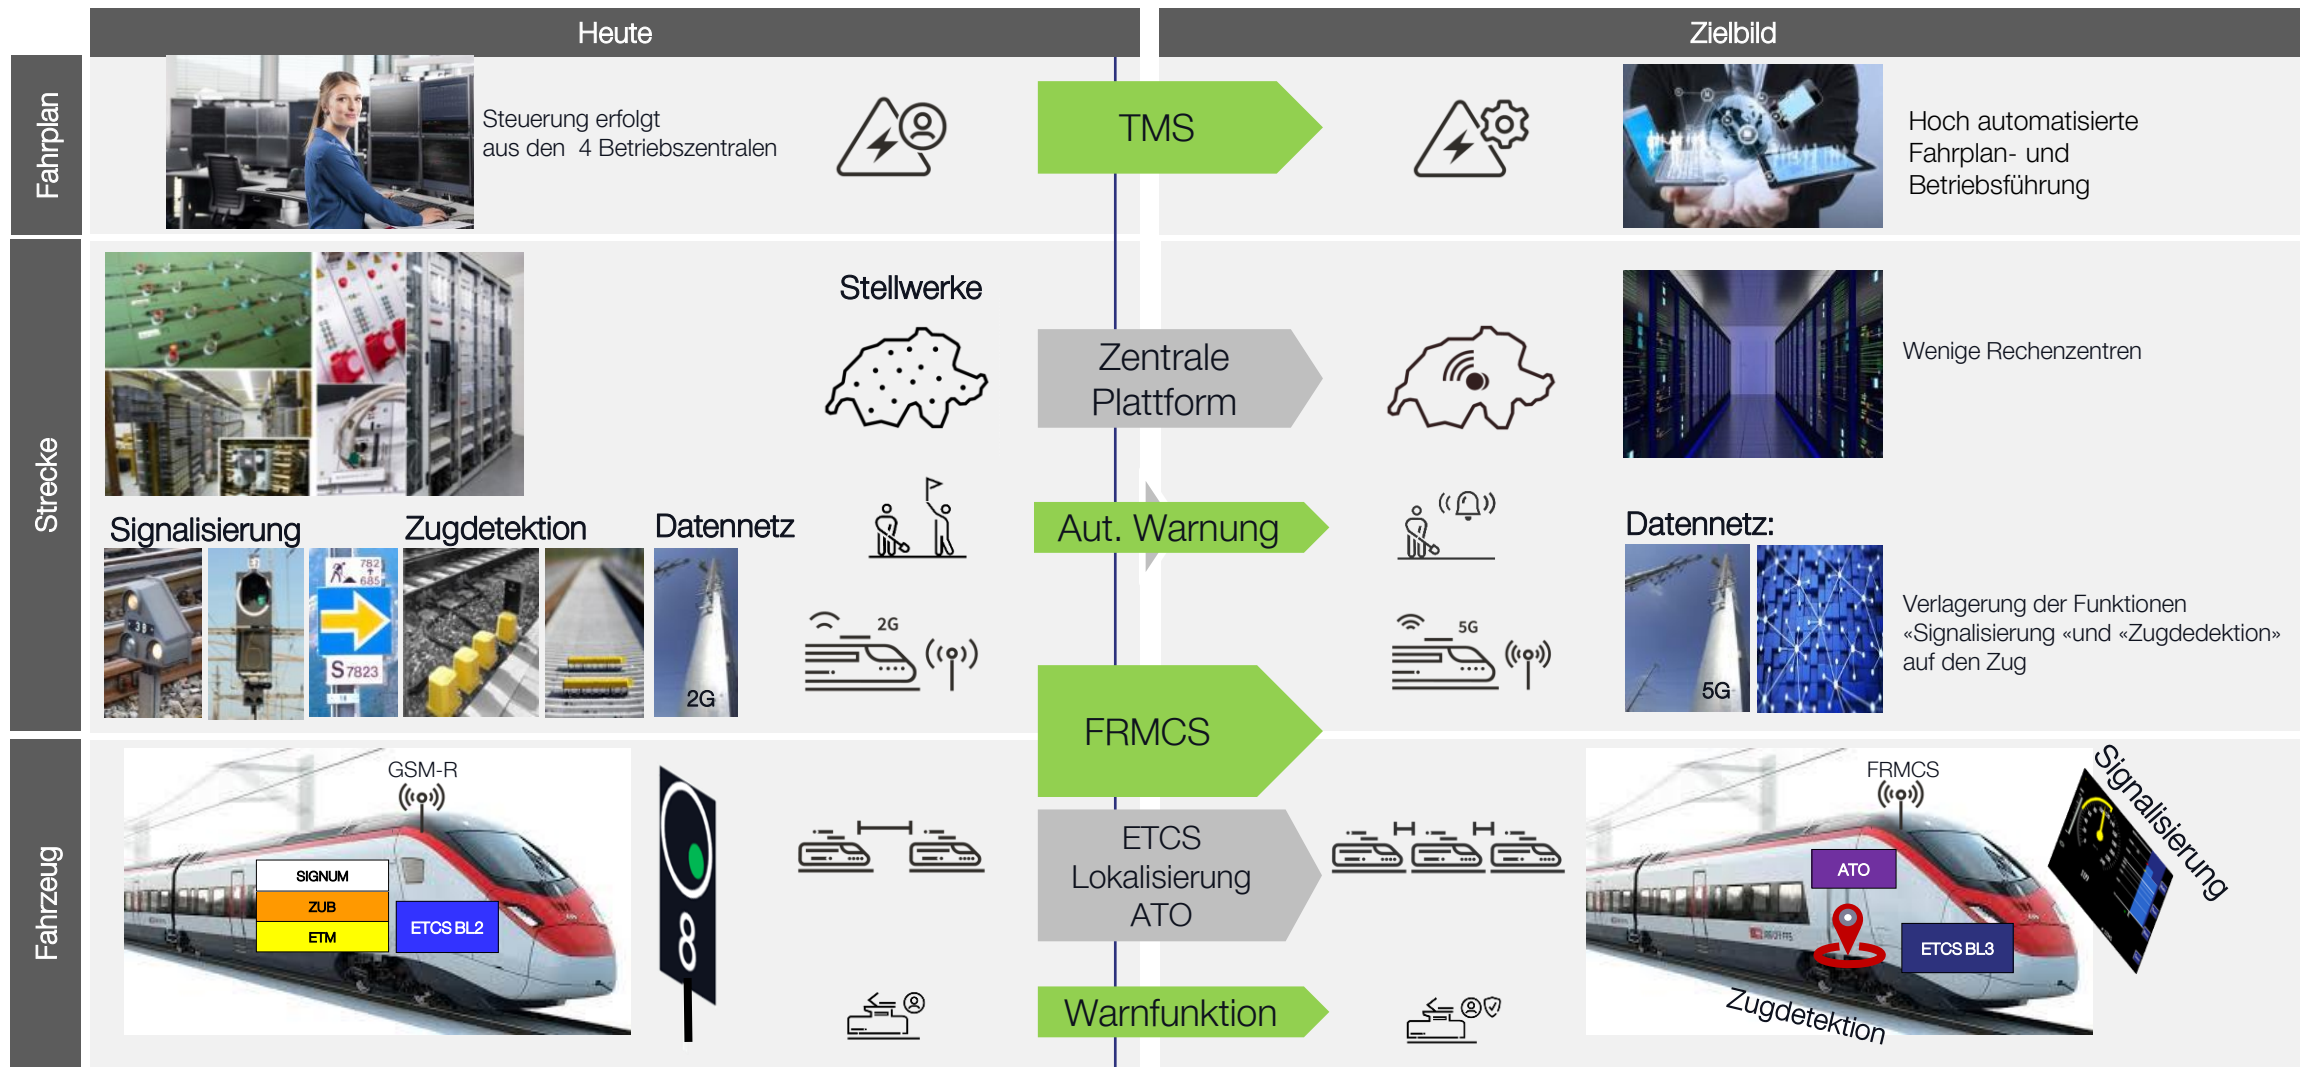 Heute
Zielbild
Fahrplan
Steuerung erfolgt
aus den 4 Betriebszentralen
TMS
Hoch automatisierte
Fahrplan- und
Betriebsführung
Strecke
Stellwerke
Zentrale
Plattform
Wenige Rechenzentren
Signalisierung
Zugdetektion
Datennetz
Aut. Warnung
Datennetz:
782
685
S 7823
2G
2G
5G
5G
Verlagerung der Funktionen
«Signalisierung «und «Zugdedektion»
auf den Zug
FRMCS
Fahrzeug
GSM-R
SIGNUM
ZUB
ETM
ETCS BL2
8
ETCS
Lokalisierung
ATO
FRMCS
ATO
ETCS BL3
Signalisierung
Zugdetektion
Warnfunktion